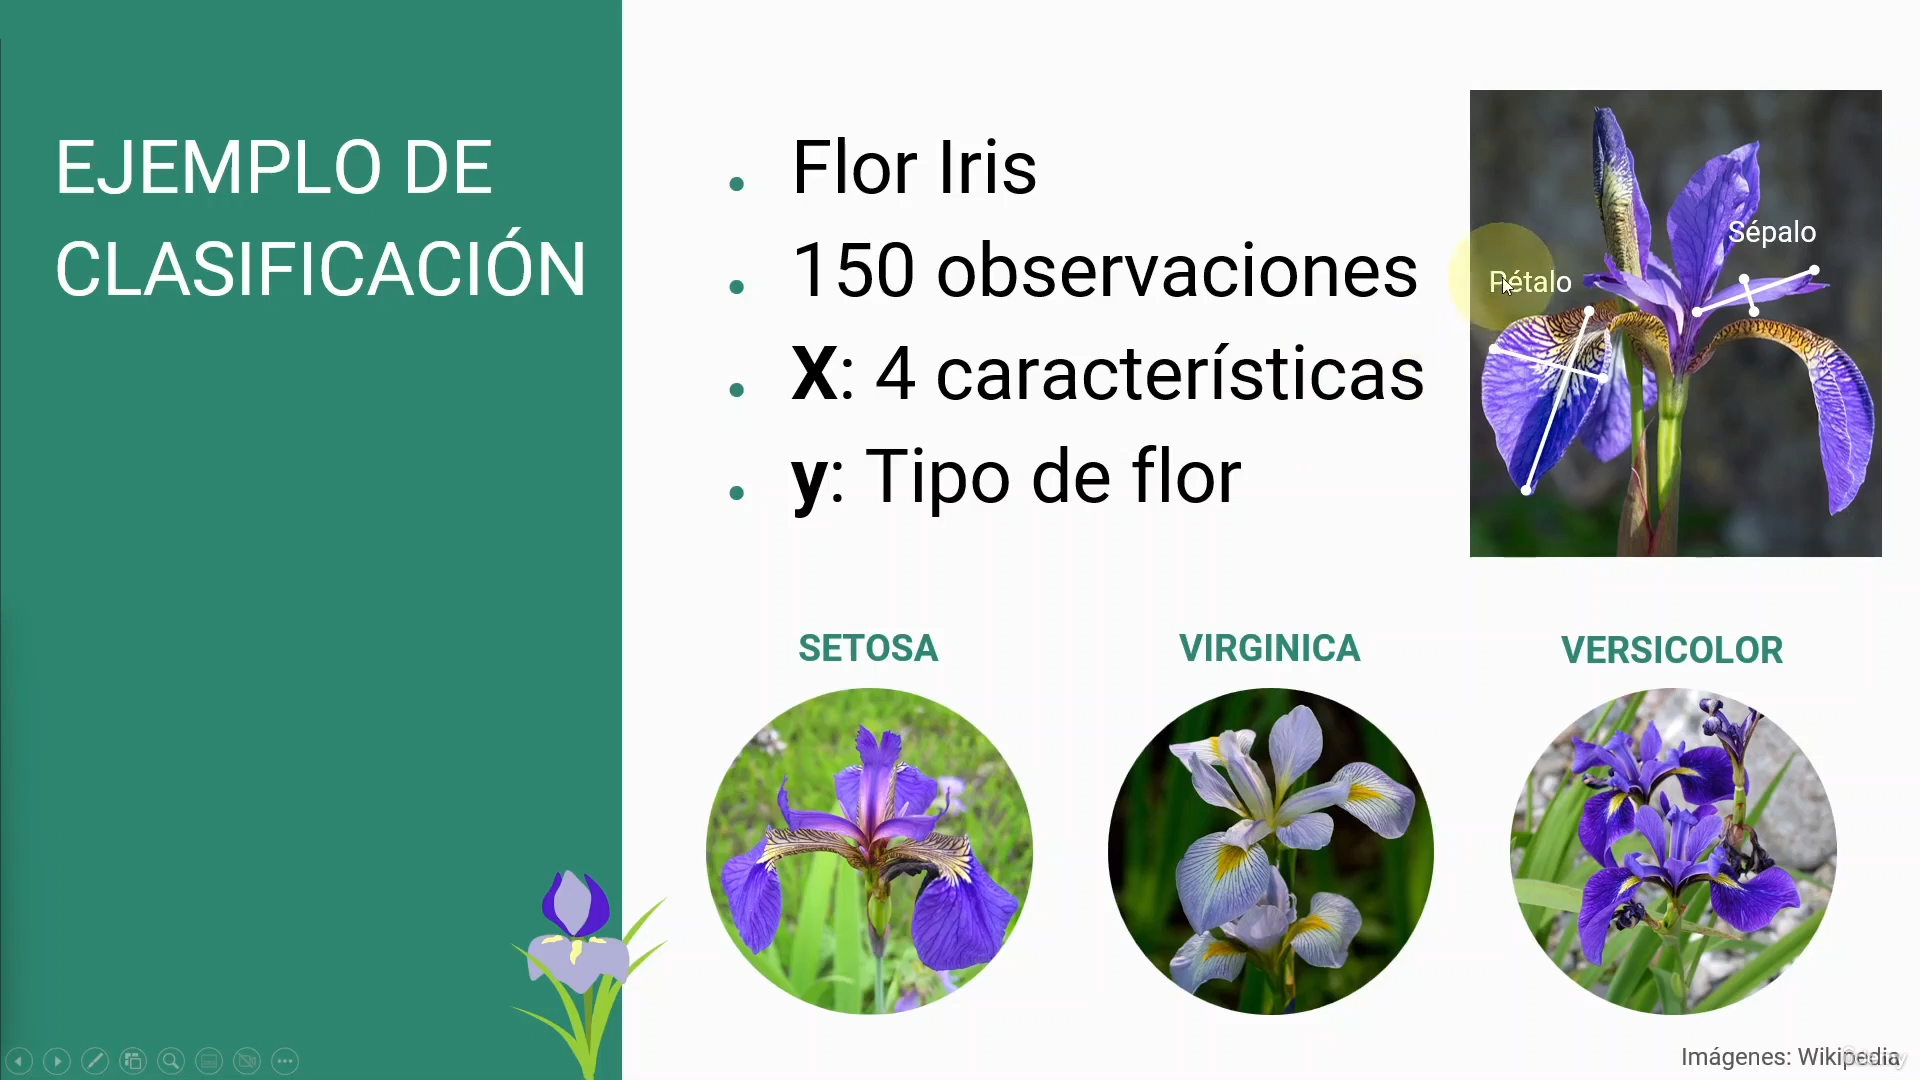 EJEMPLO DE
CLASIFICACIÓN
Flor Iris
150 observaciones
X: 4 características
y: Tipo de flor
Sépalo
Pétalo
SETOSA
VIRGINICA
VERSICOLOR
Imágenes: Wikipedia